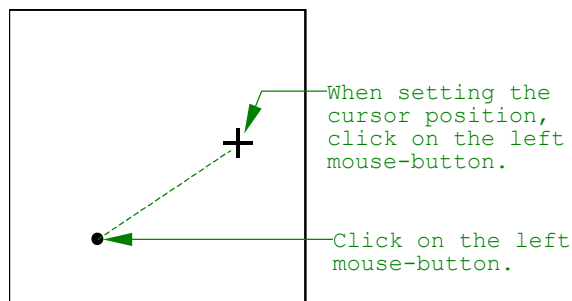 When setting the
cursor position,
click on the left
mouse-button.
Click on the left
mouse-button.